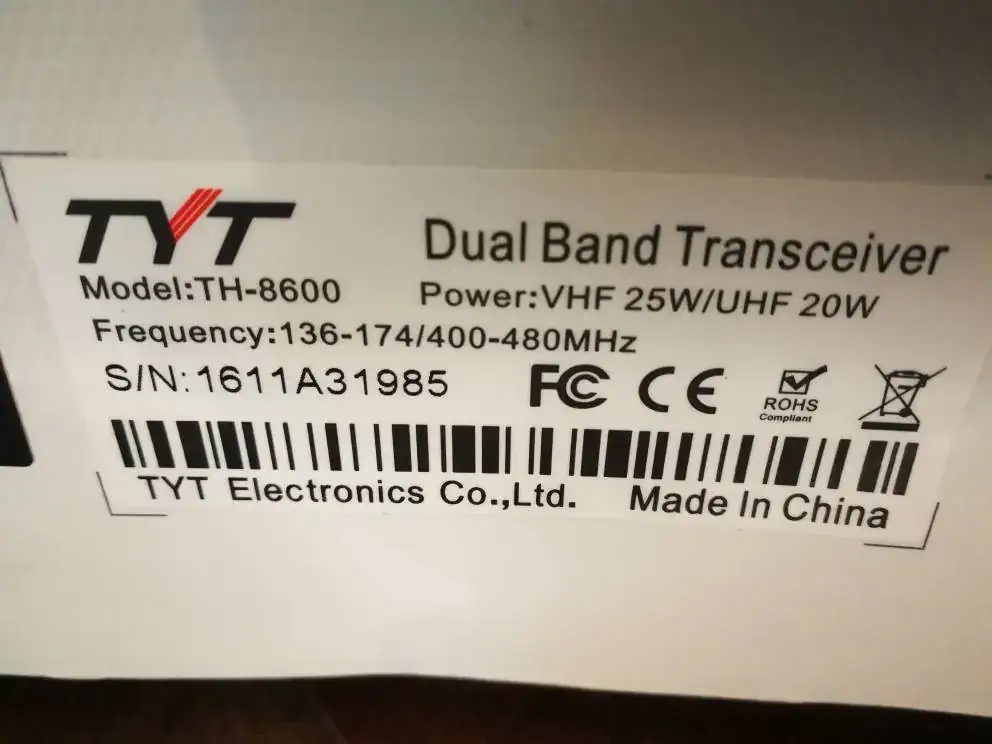 TYT
Dual Band Transceiver
Model:TH-8600
Power:VHF 25W/UHF 20W
Frequency:136-174/400-480MHz
S/N:1611A31985
FC CE
ROHS
Compliant
TYT Electronics Co.,Ltd.
Made In China